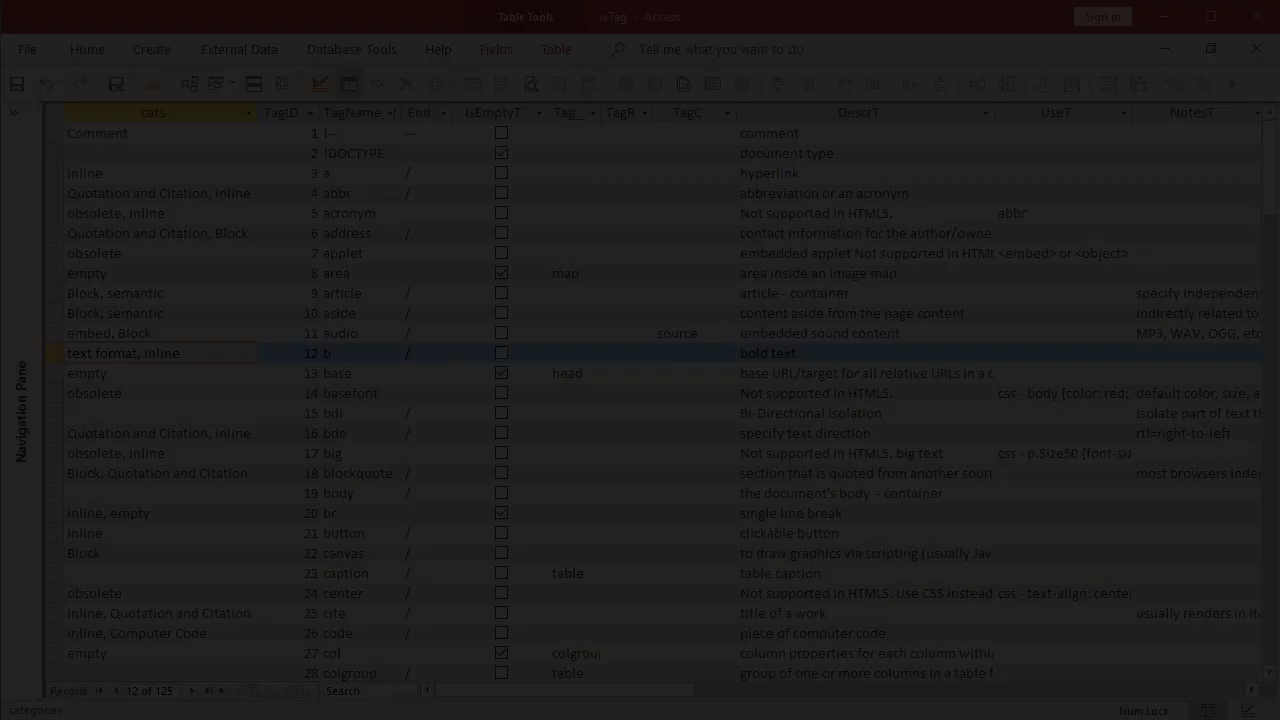 Table Tools wTag - Access Sign in
File Home Create External Data Database Tools Help Fields Table Tell me what you want to do
cats TagID TagName End IsEmptyT Tag_ TagR TagC DescrT UseT NotesT
Comment 1 !-- -- comment
2 !DOCTYPE document type
inline 3 a / hyperlink
Quotation and Citation, inline 4 abbr / abbreviation or an acronym
obsolete, inline 5 acronym Not supported in HTML5. abbr
Quotation and Citation, Block 6 address / contact information for the author/owne
obsolete 7 applet embedded applet Not supported in HTML <embed> or <object>
empty 8 area map area inside an image map
Block, semantic 9 article / article - container specify independent
Block, semantic 10 aside / content aside from the page content indirectly related to
embed, Block 11 audio / source embedded sound content MP3, WAV, OGG, etc
text format, inline 12 b / bold text
empty 13 base head base URL/target for all relative URLs in a c
obsolete 14 basefont Not supported in HTML5. css - body {color: red; default color, size, a
15 bdi / Bi-Directional Isolation isolate part of text th
Quotation and Citation, inline 16 bdo / specify text direction rtl=right-to-left
obsolete, inline 17 big Not supported in HTML5. big text css - p.Size50 {font-siz
Block, Quotation and Citation 18 blockquote / section that is quoted from another sour most browsers inde
19 body / the document's body - container
inline, empty 20 br single line break
inline 21 button / clickable button
Block 22 canvas / to draw graphics via scripting (usually Jav
23 caption / table table caption
obsolete 24 center / Not supported in HTML5. Use CSS instead css - text-align: center
inline, Quotation and Citation 25 cite / title of a work usually renders in ita
inline, Computer Code 26 code / piece of computer code
empty 27 col colgroup column properties for each column withi
28 colgroup / table group of one or more columns in a table f
Navigation Pane
Record: 12 of 125 No Filter Search
categories Num Lock